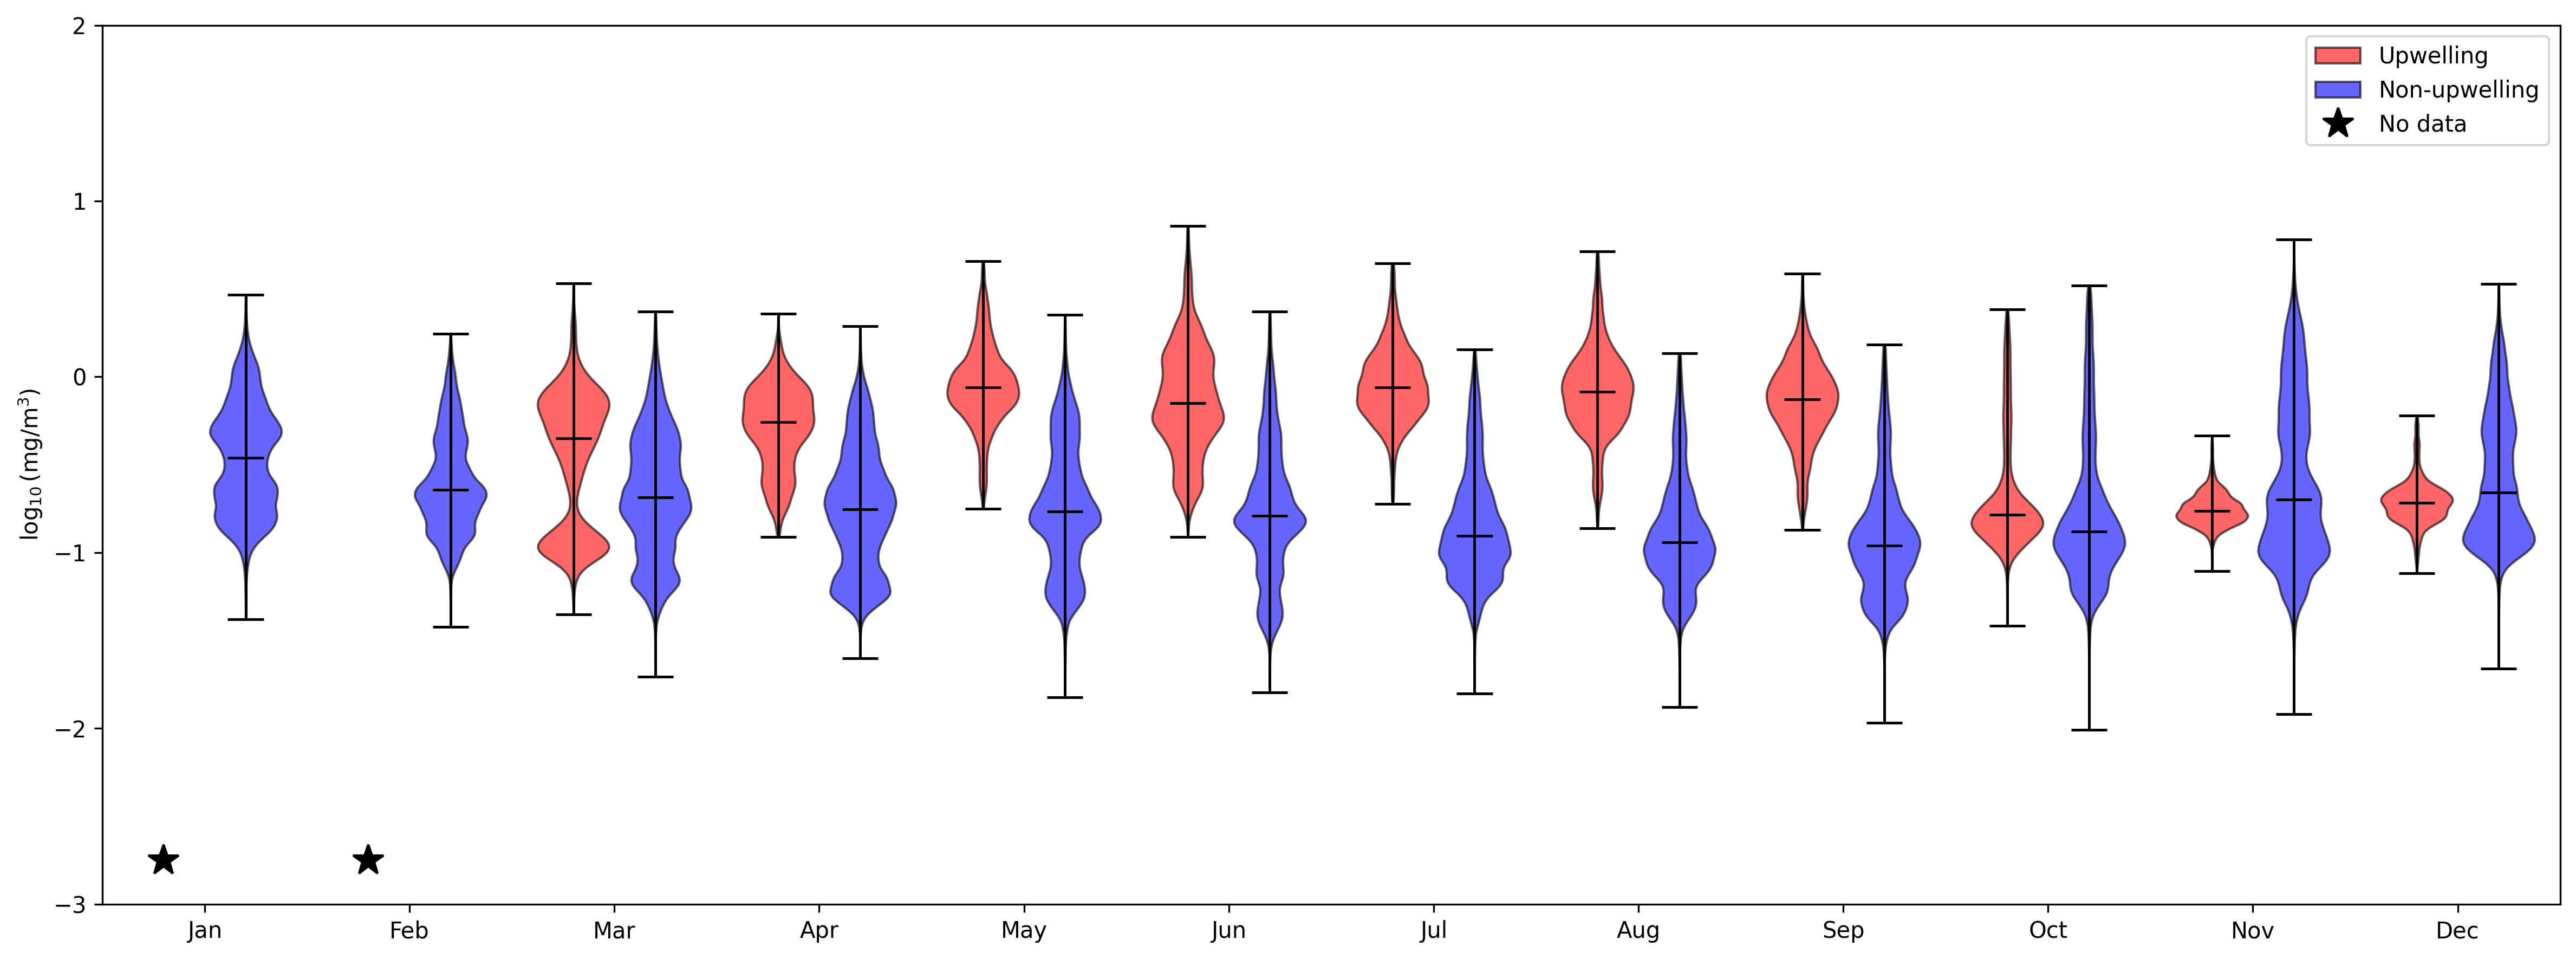 2
1
0
−1
−2
−3
log₁₀(mg/m³)
Upwelling
Non-upwelling
No data
Jan Feb Mar Apr May Jun Jul Aug Sep Oct Nov Dec